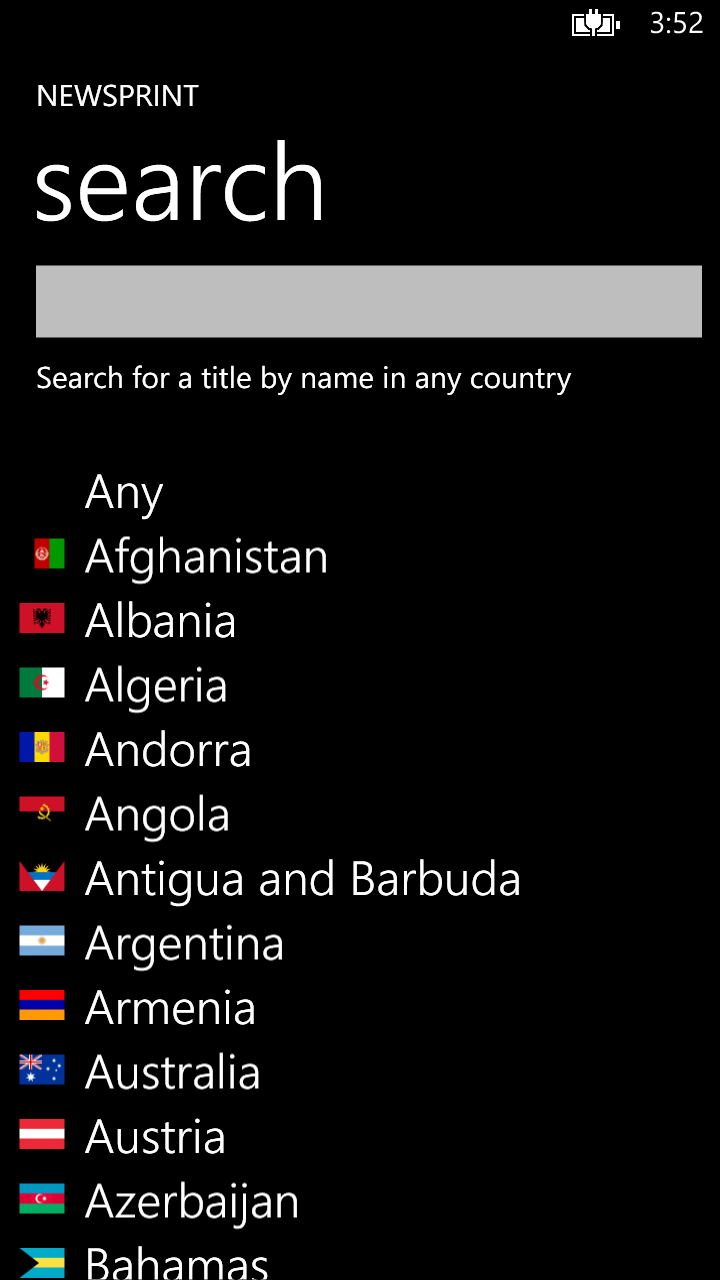 3:52
NEWSPRINT
search
Search for a title by name in any country
Any
Afghanistan
Albania
Algeria
Andorra
Angola
Antigua and Barbuda
Argentina
Armenia
Australia
Austria
Azerbaijan
Bahamas